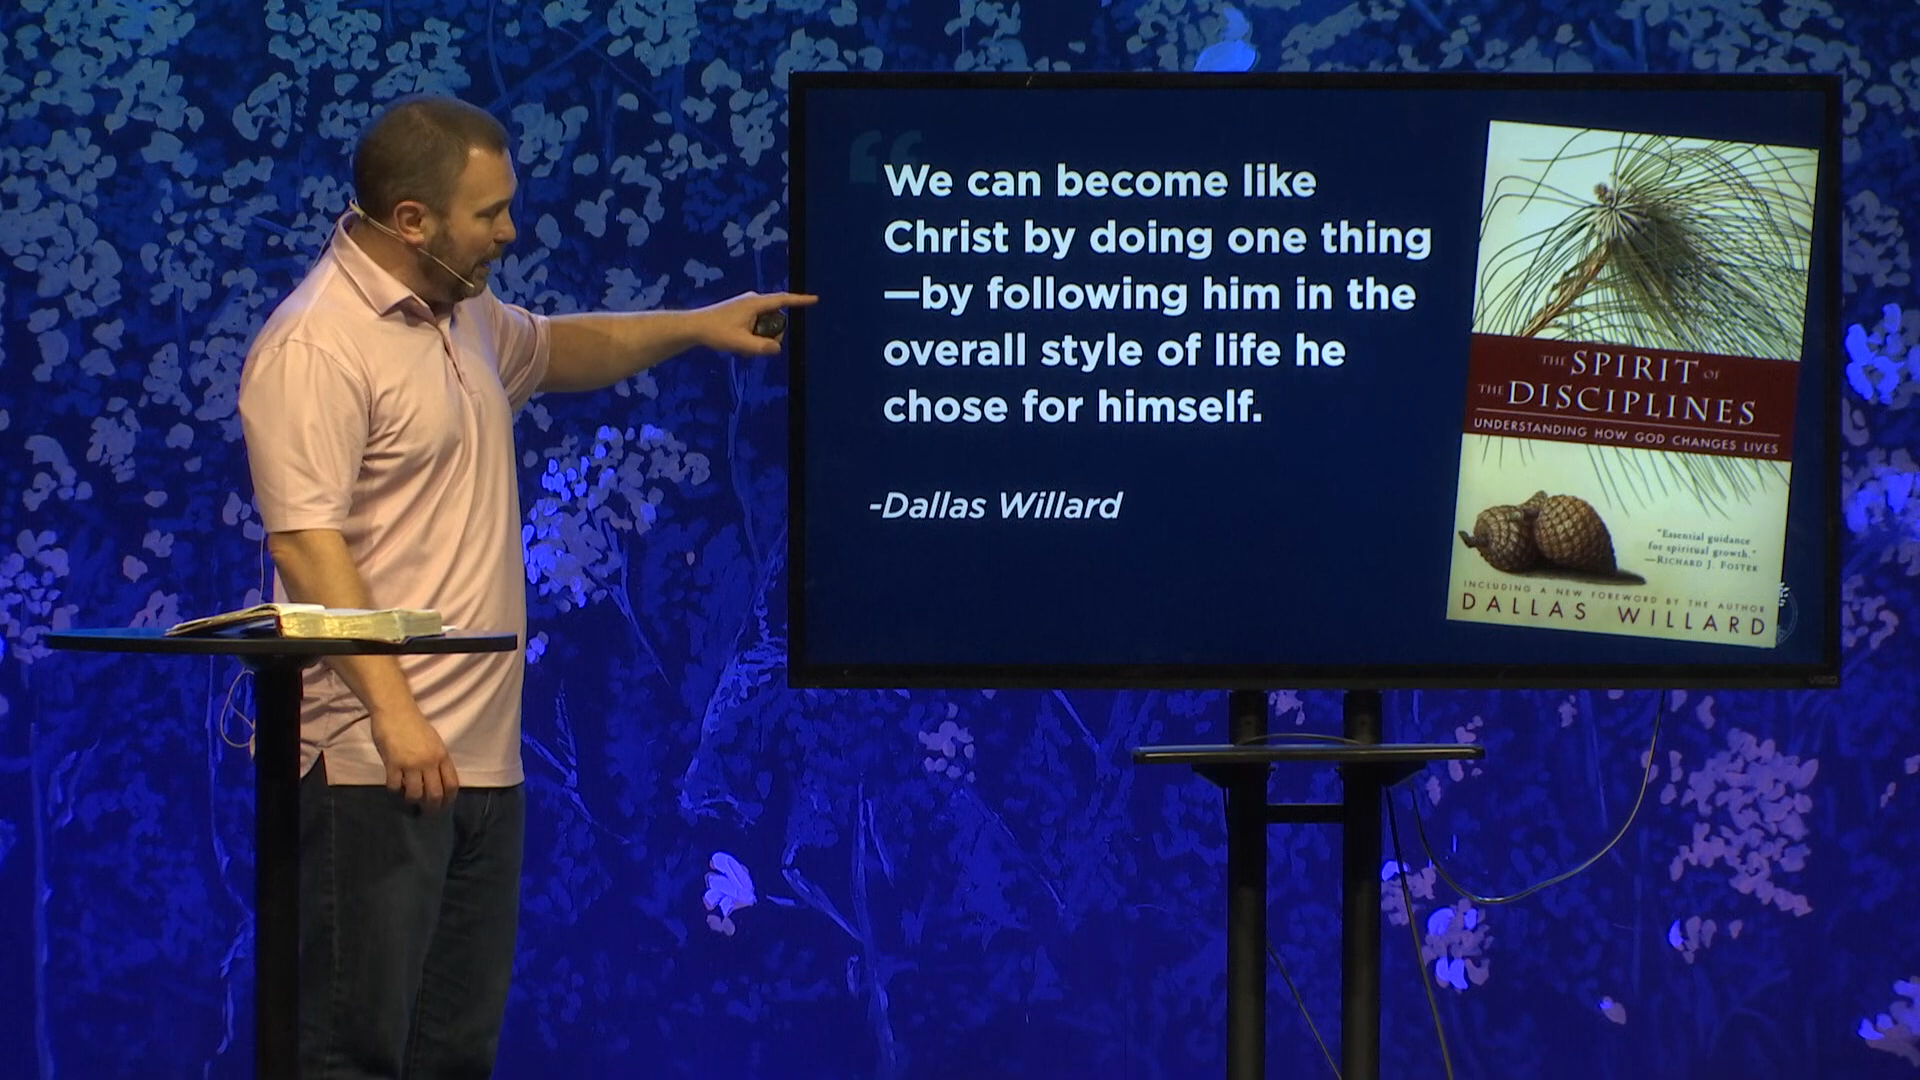 “
We can become like
Christ by doing one thing
—by following him in the
overall style of life he
chose for himself.
-Dallas Willard
THE SPIRIT OF
THE DISCIPLINES
UNDERSTANDING HOW GOD CHANGES LIVES
"Essential guidance
for spiritual growth."
—RICHARD J. FOSTER
INCLUDING A NEW FOREWORD BY THE AUTHOR
DALLAS WILLARD